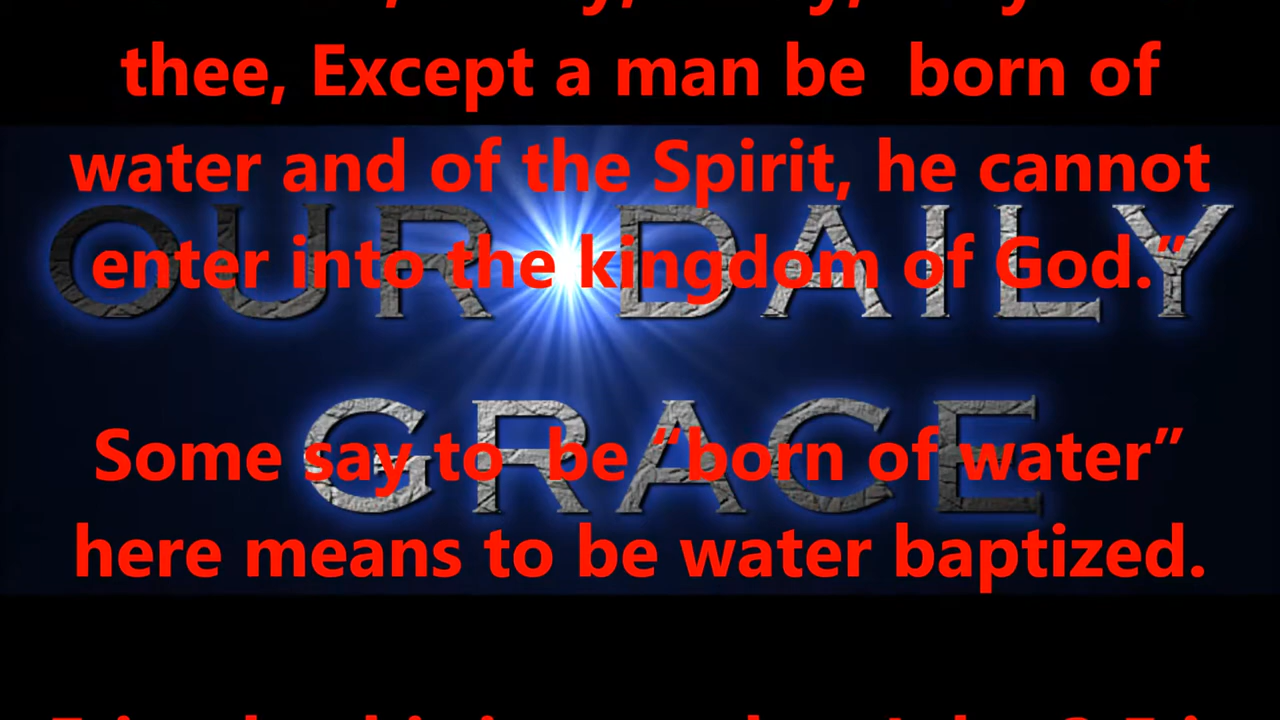 thee, Except a man be born of
water and of the Spirit, he cannot
OUR DAILY
enter into the kingdom of God.”
GRACE
Some say to be “born of water”
here means to be water baptized.